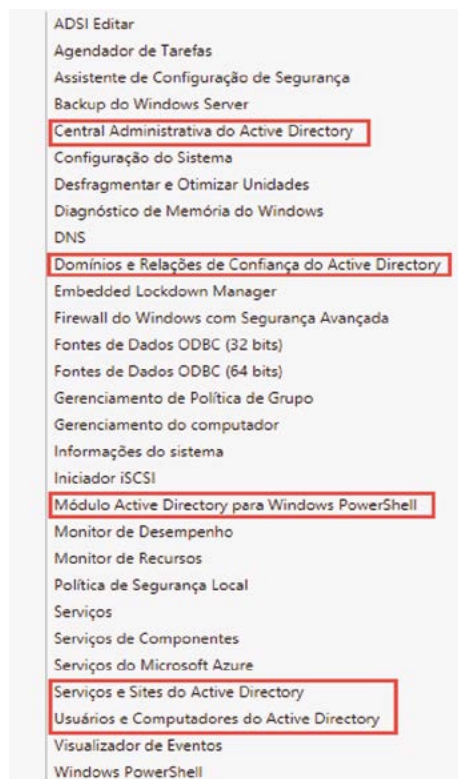 ADSI Editar
Agendador de Tarefas
Assistente de Configuração de Segurança
Backup do Windows Server
Central Administrativa do Active Directory
Configuração do Sistema
Desfragmentar e Otimizar Unidades
Diagnóstico de Memória do Windows
DNS
Domínios e Relações de Confiança do Active Directory
Embedded Lockdown Manager
Firewall do Windows com Segurança Avançada
Fontes de Dados ODBC (32 bits)
Fontes de Dados ODBC (64 bits)
Gerenciamento de Política de Grupo
Gerenciamento do computador
Informações do sistema
Iniciador iSCSI
Módulo Active Directory para Windows PowerShell
Monitor de Desempenho
Monitor de Recursos
Política de Segurança Local
Serviços
Serviços de Componentes
Serviços do Microsoft Azure
Serviços e Sites do Active Directory
Usuários e Computadores do Active Directory
Visualizador de Eventos
Windows PowerShell